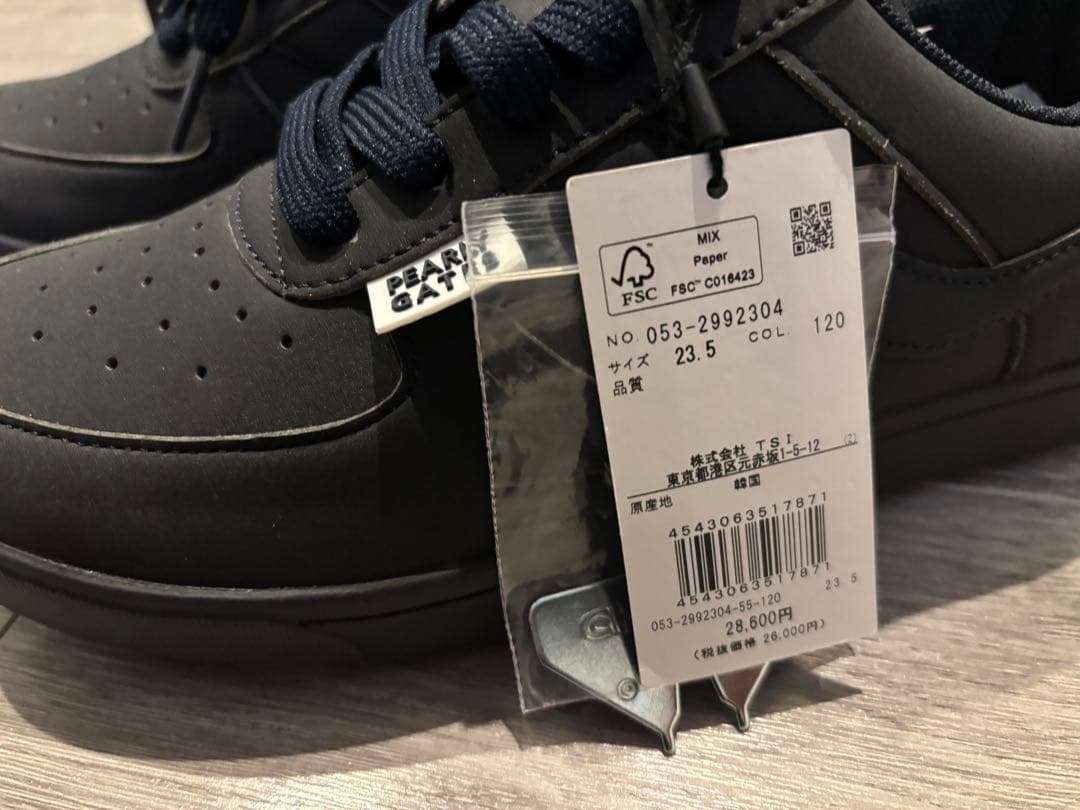 PEARLY
GATES
MIX
Paper
FSC™ C016423
FSC
NO. 053-2992304
サイズ 23.5 COL. 120
品質
株式会社 TSI
東京都港区元赤坂1-5-12 (2)
原産地 韓国
4543063517871
4543063517871
053-2992304-55-120 23.5
28,600円
(税抜価格 26,000円)